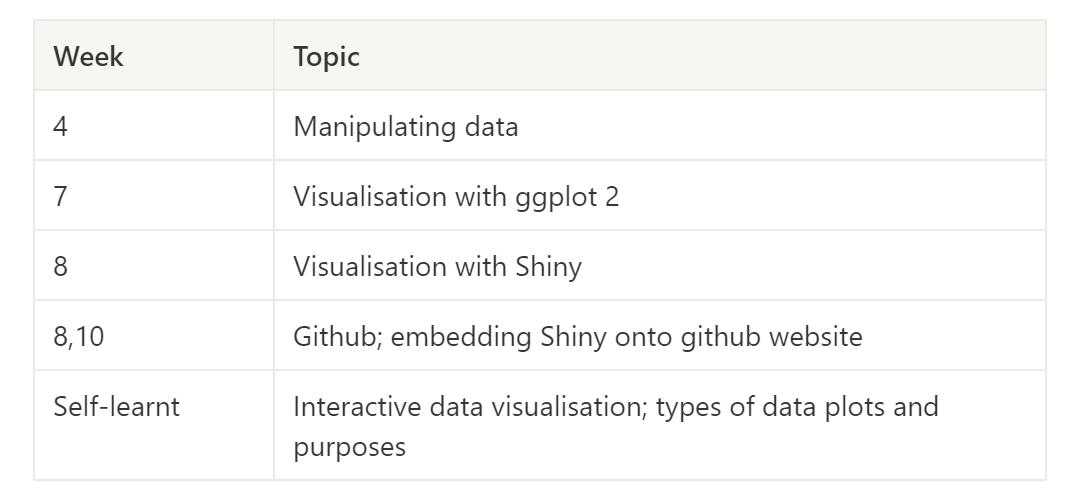 Week Topic
4 Manipulating data
7 Visualisation with ggplot 2
8 Visualisation with Shiny
8,10 Github; embedding Shiny onto github website
Self-learnt Interactive data visualisation; types of data plots and
purposes